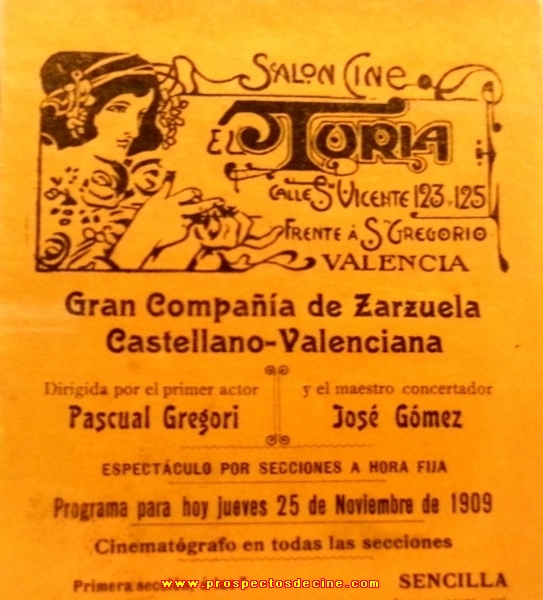 Salon Cine
El Turia
Calle Sn Vicente 123 y 125
Frente á Sn Gregorio
Valencia
Gran Compañía de Zarzuela
Castellano-Valenciana
Dirigida por el primer actor
Pascual Gregori
y el maestro concertador
José Gómez
ESPECTÁCULO POR SECCIONES A HORA FIJA
Programa para hoy jueves 25 de Noviembre de 1909
Cinematógrafo en todas las secciones
Primera
SENCILLA
www.prospectosdecine.com